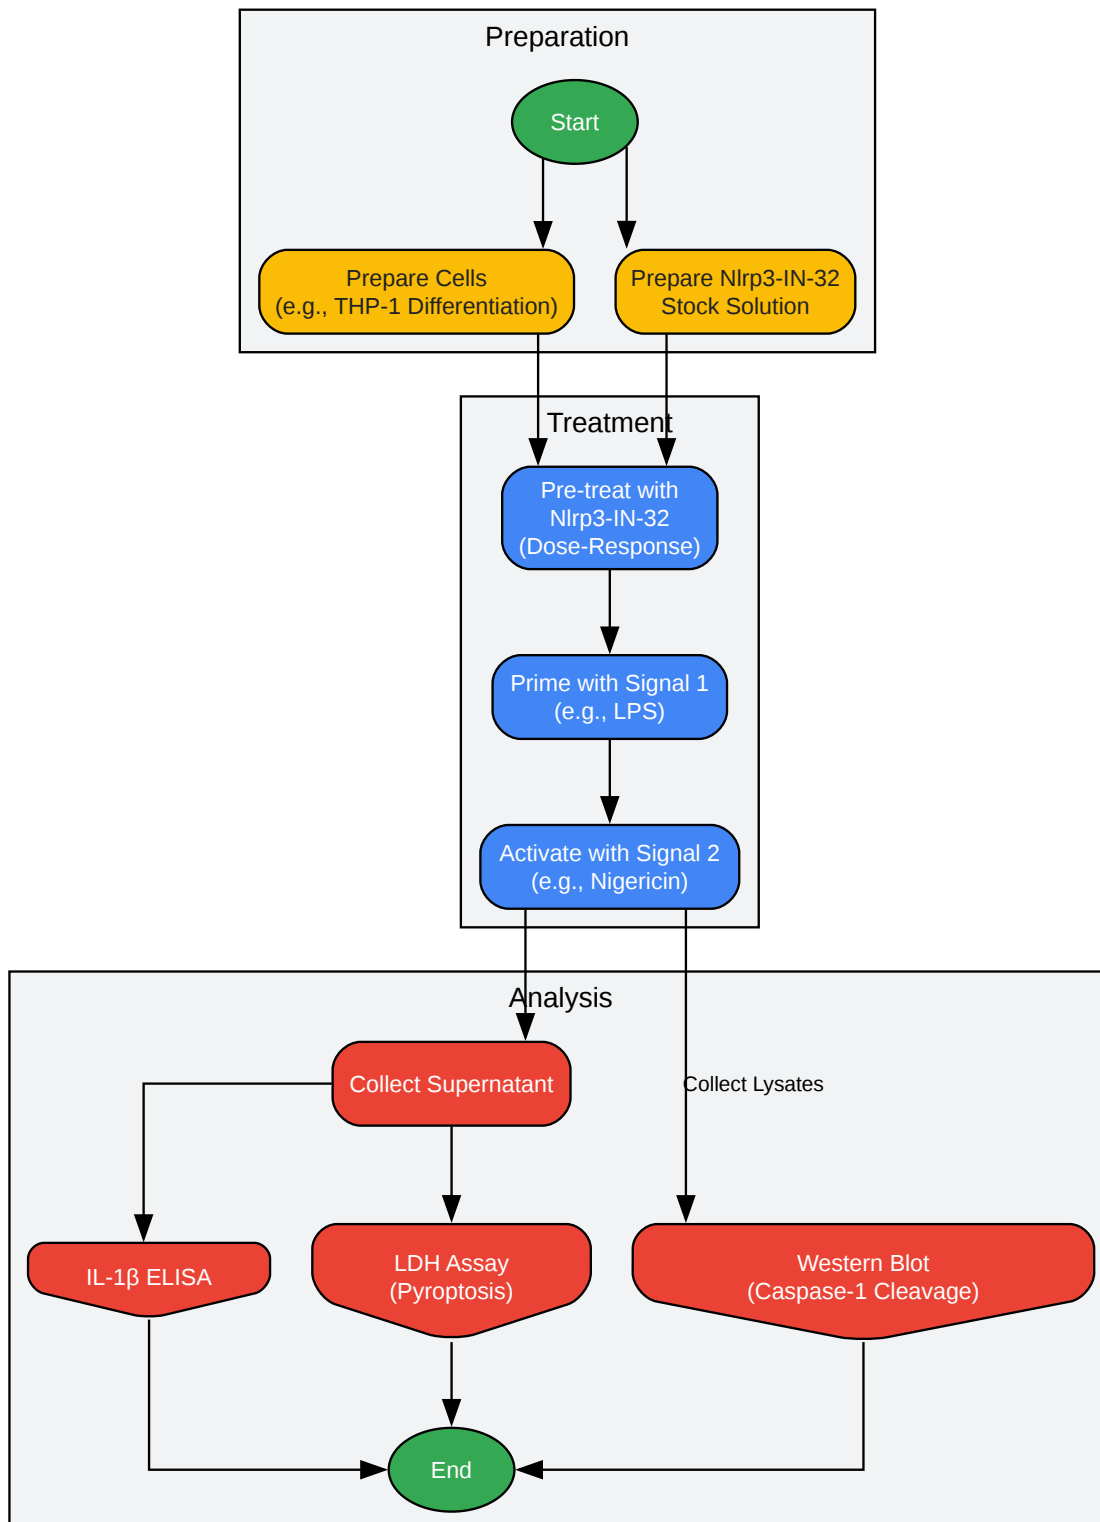 Preparation
Start
Prepare Cells
(e.g., THP-1 Differentiation)
Prepare Nlrp3-IN-32
Stock Solution
Treatment
Pre-treat with
Nlrp3-IN-32
(Dose-Response)
Prime with Signal 1
(e.g., LPS)
Activate with Signal 2
(e.g., Nigericin)
Analysis
Collect Supernatant
Collect Lysates
IL-1β ELISA
LDH Assay
(Pyroptosis)
Western Blot
(Caspase-1 Cleavage)
End